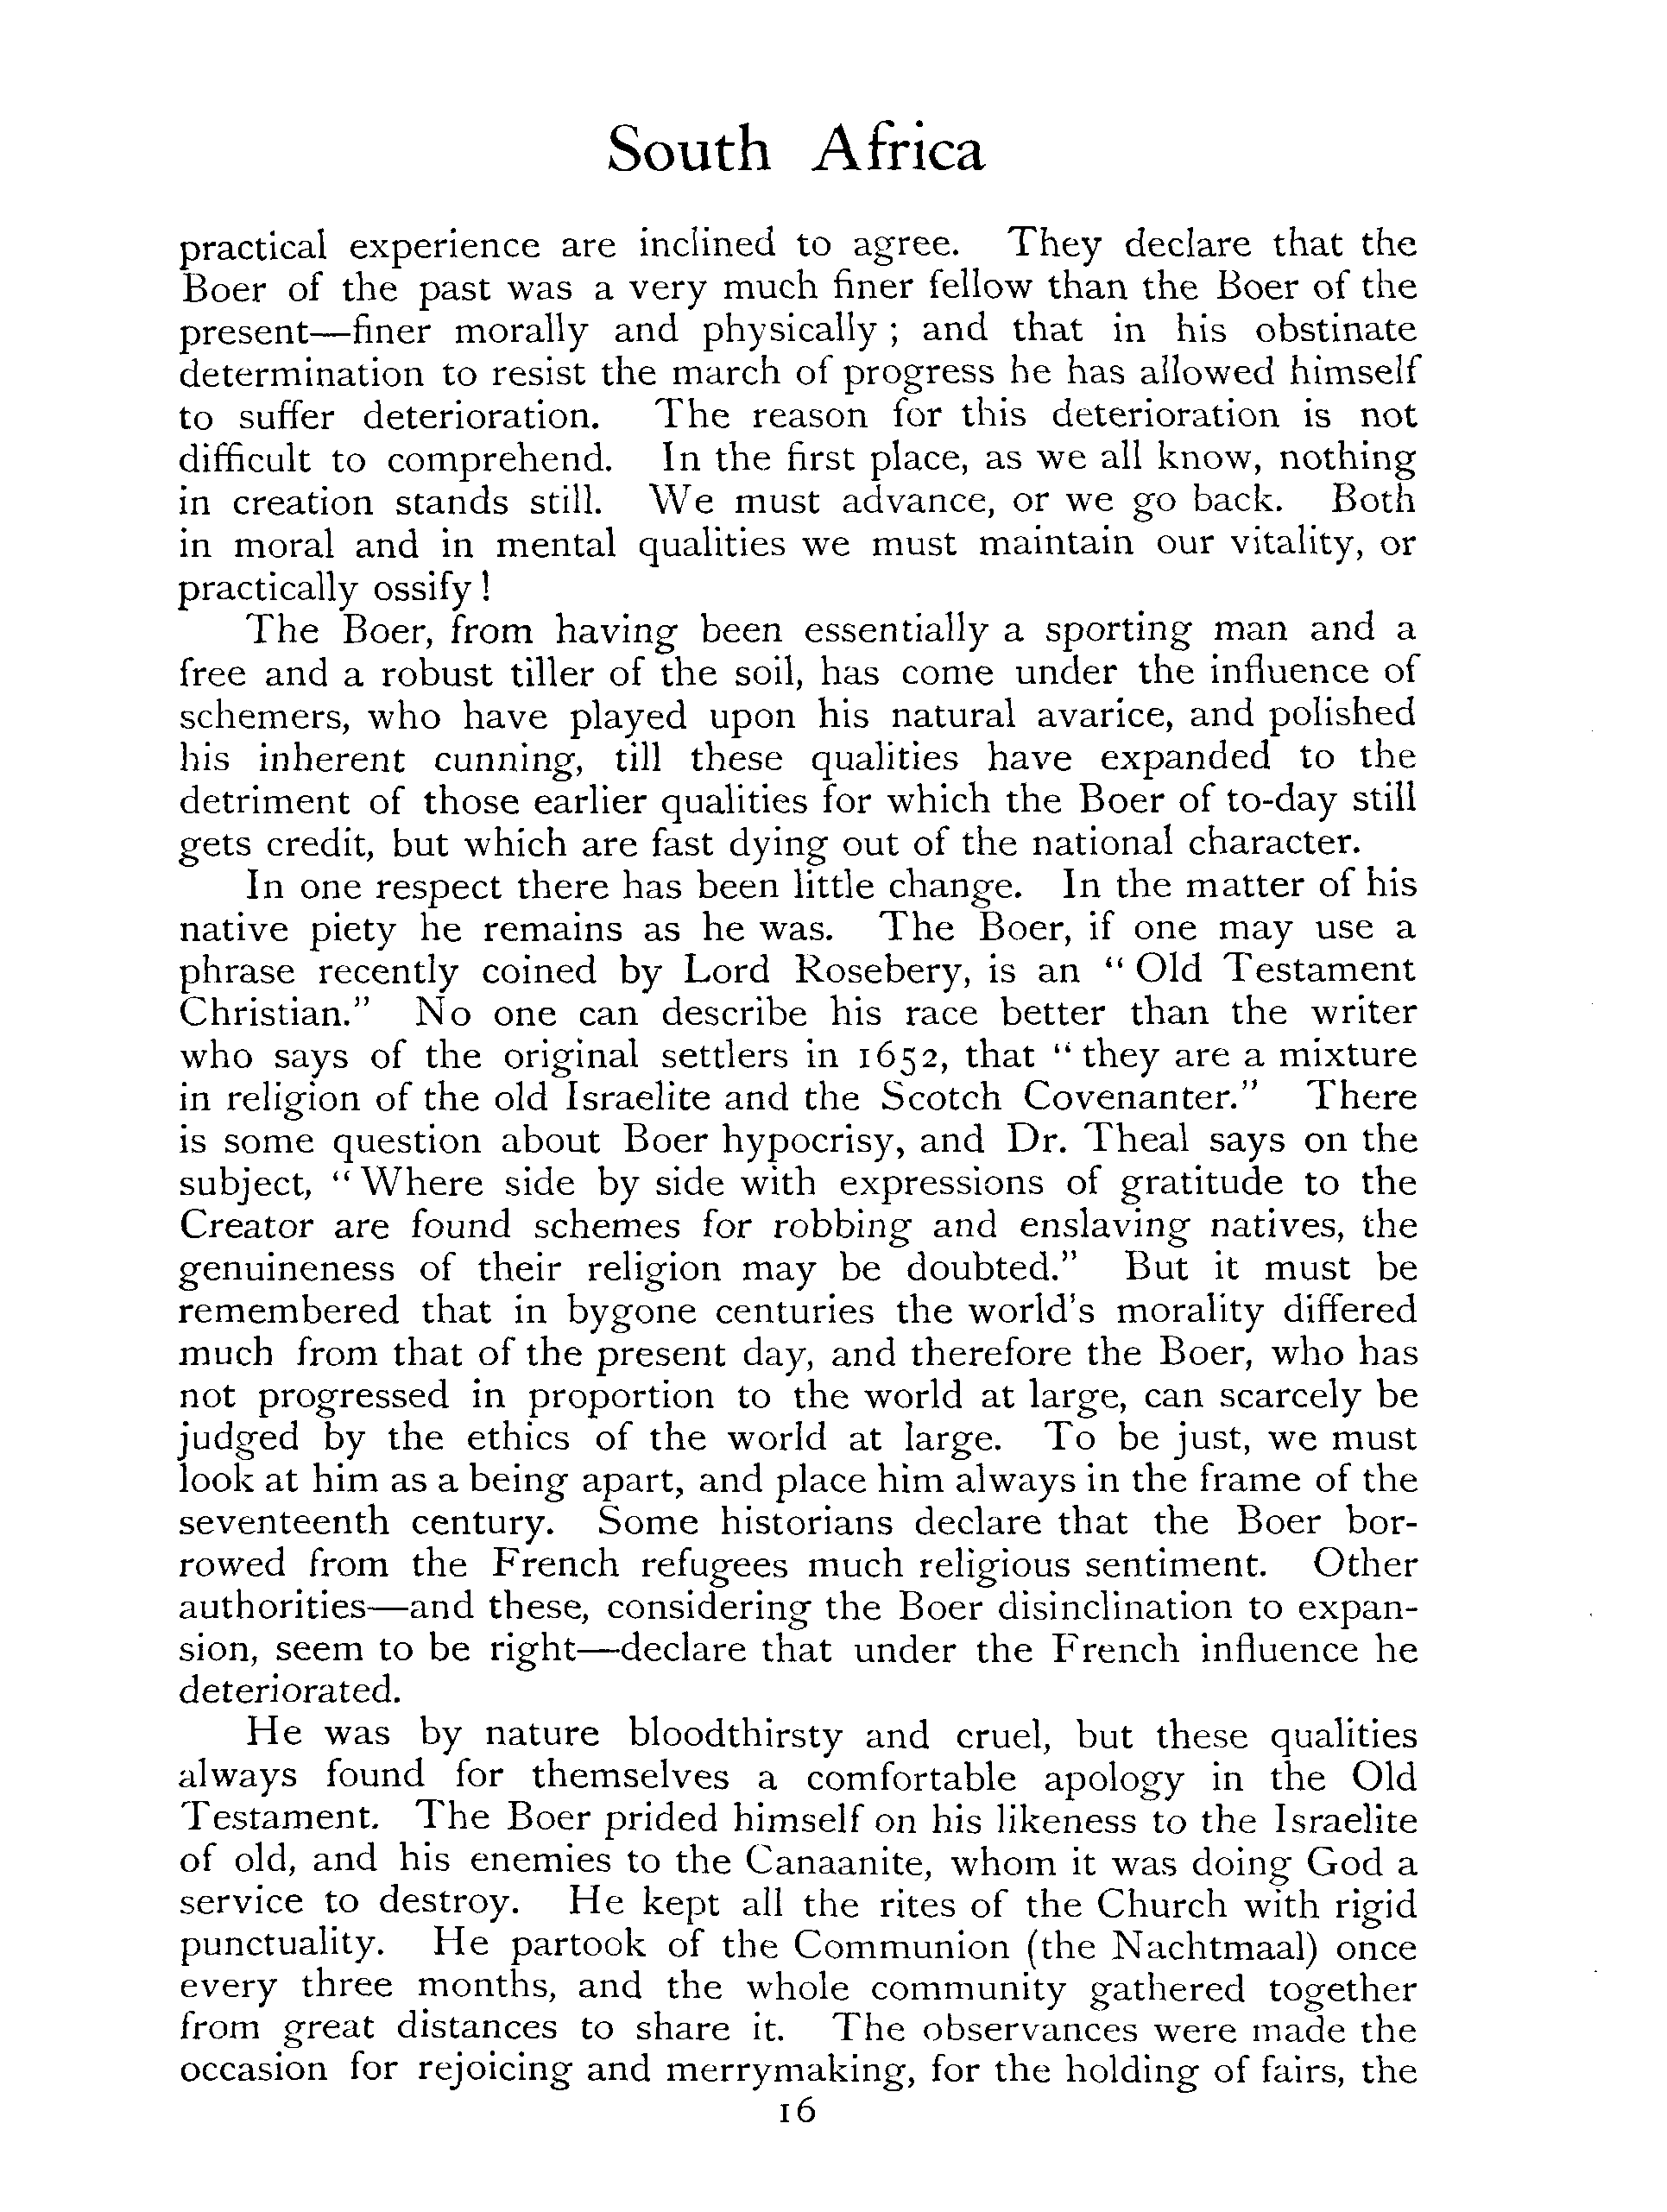 South Africa
practical experience are inclined to agree. They declare that the
Boer of the past was a very much finer fellow than the Boer of the
present—finer morally and physically ; and that in his obstinate
determination to resist the march of progress he has allowed himself
to suffer deterioration. The reason for this deterioration is not
difficult to comprehend. In the first place, as we all know, nothing
in creation stands still. We must advance, or we go back. Both
in moral and in mental qualities we must maintain our vitality, or
practically ossify !
The Boer, from having been essentially a sporting man and a
free and a robust tiller of the soil, has come under the influence of
schemers, who have played upon his natural avarice, and polished
his inherent cunning, till these qualities have expanded to the
detriment of those earlier qualities for which the Boer of to-day still
gets credit, but which are fast dying out of the national character.
In one respect there has been little change. In the matter of his
native piety he remains as he was. The Boer, if one may use a
phrase recently coined by Lord Rosebery, is an " Old Testament
Christian." No one can describe his race better than the writer
who says of the original settlers in 1652, that " they are a mixture
in religion of the old Israelite and the Scotch Covenanter." There
is some question about Boer hypocrisy, and Dr. Theal says on the
subject, " Where side by side with expressions of gratitude to the
Creator are found schemes for robbing and enslaving natives, the
genuineness of their religion may be doubted." But it must be
remembered that in bygone centuries the world's morality differed
much from that of the present day, and therefore the Boer, who has
not progressed in proportion to the world at large, can scarcely be
judged by the ethics of the world at large. To be just, we must
look at him as a being apart, and place him always in the frame of the
seventeenth century. Some historians declare that the Boer bor-
rowed from the French refugees much religious sentiment. Other
authorities—and these, considering the Boer disinclination to expan-
sion, seem to be right—declare that under the French influence he
deteriorated.
He was by nature bloodthirsty and cruel, but these qualities
always found for themselves a comfortable apology in the Old
Testament. The Boer prided himself on his likeness to the Israelite
of old, and his enemies to the Canaanite, whom it was doing God a
service to destroy. He kept all the rites of the Church with rigid
punctuality. He partook of the Communion (the Nachtmaal) once
every three months, and the whole community gathered together
from great distances to share it. The observances were made the
occasion for rejoicing and merrymaking, for the holding of fairs, the
16